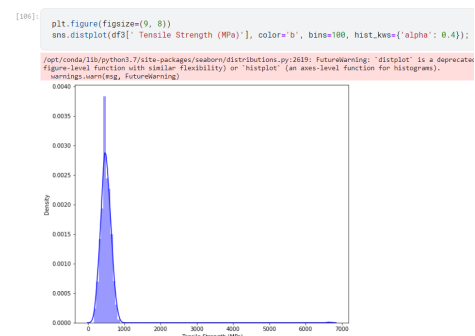 [106]:
plt.figure(figsize=(9, 8))
sns.distplot(df3[' Tensile Strength (MPa)'], color='b', bins=100, hist_kws={'alpha': 0.4});
/opt/conda/lib/python3.7/site-packages/seaborn/distributions.py:2619: FutureWarning: `distplot` is a deprecated
figure-level function with similar flexibility) or `histplot` (an axes-level function for histograms).
warnings.warn(msg, FutureWarning)
0.0040
0.0035
0.0030
0.0025
0.0020
0.0015
0.0010
0.0005
0.0000
Density
0 1000 2000 3000 4000 5000 6000 7000
Tensile Strength (MPa)